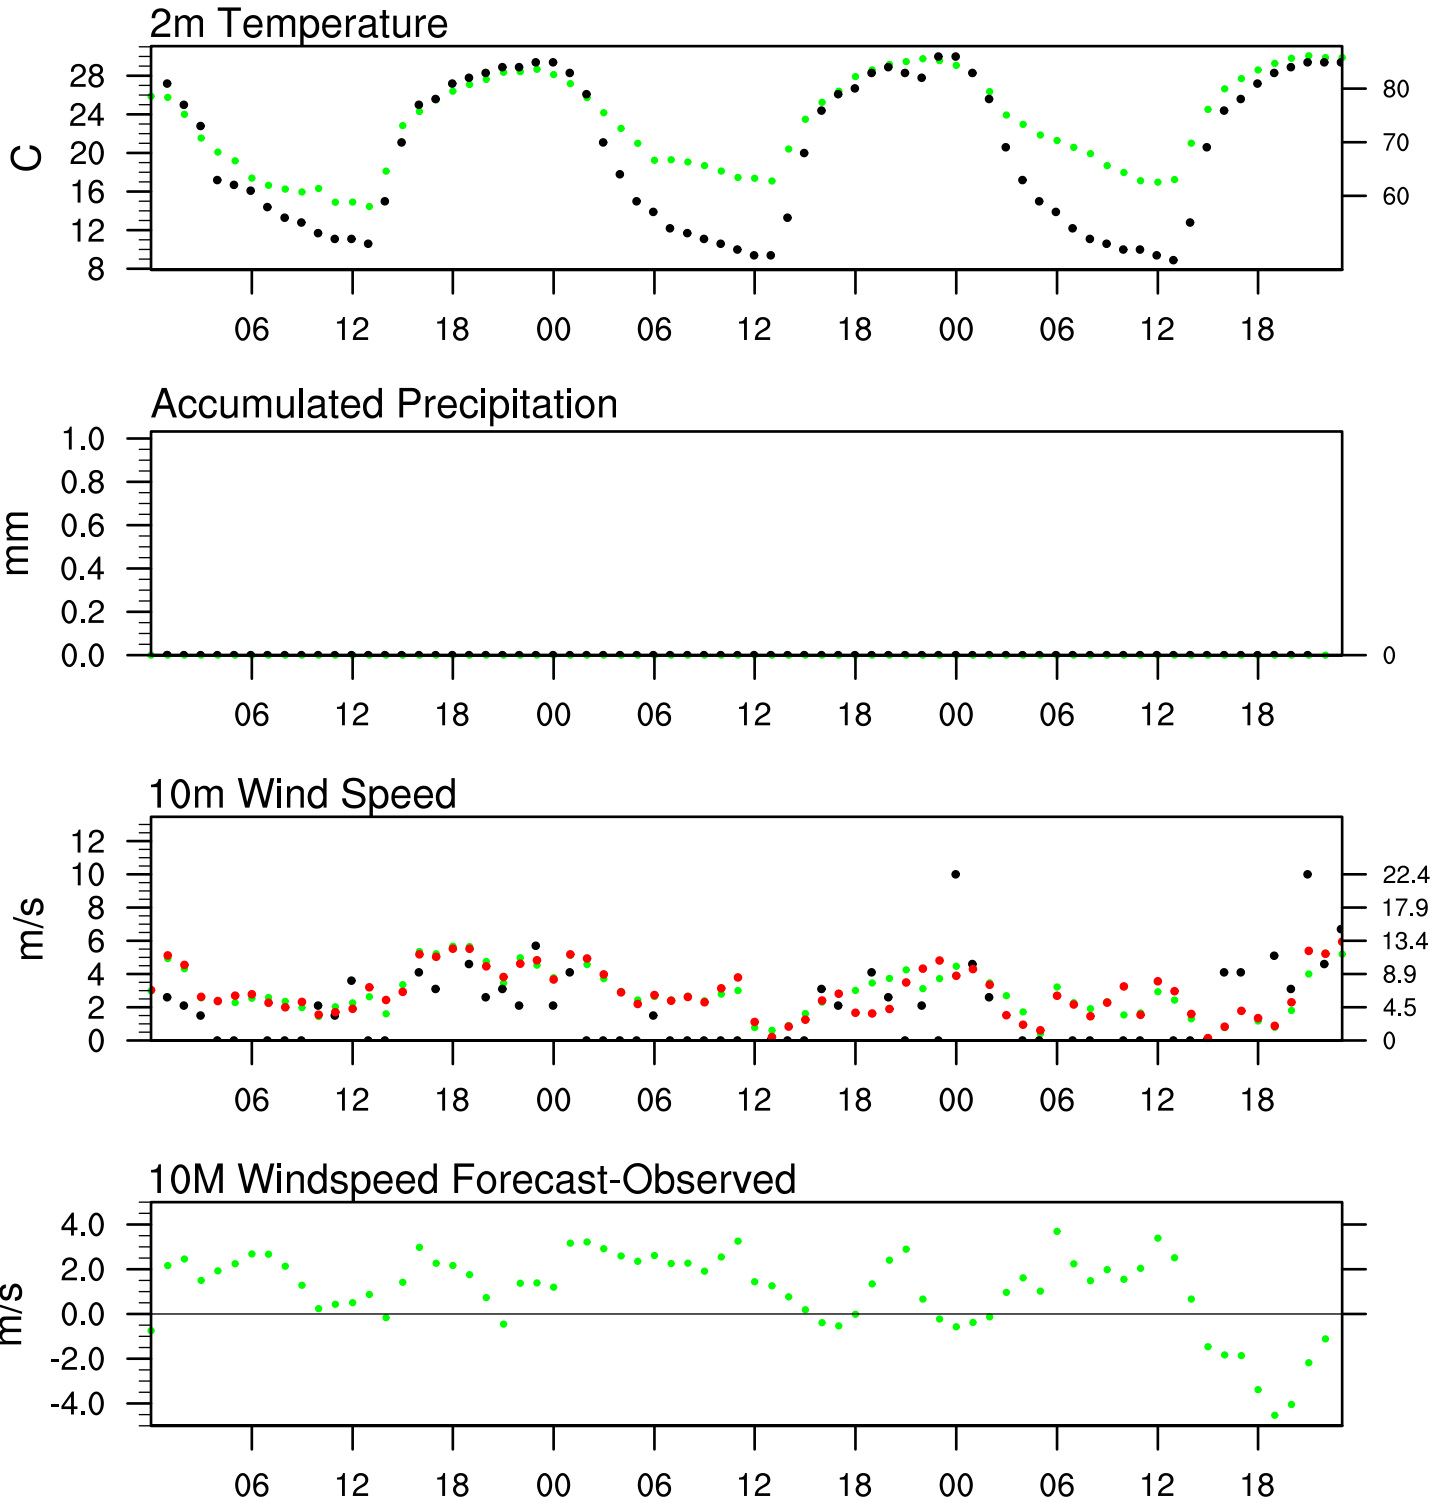 2m Temperature
C
28
24
20
16
12
8
80
70
60
06 12 18 00 06 12 18 00 06 12 18
Accumulated Precipitation
mm
1.0
0.8
0.6
0.4
0.2
0.0
0
06 12 18 00 06 12 18 00 06 12 18
10m Wind Speed
m/s
12
10
8
6
4
2
0
22.4
17.9
13.4
8.9
4.5
0
06 12 18 00 06 12 18 00 06 12 18
10M Windspeed Forecast-Observed
m/s
4.0
2.0
0.0
-2.0
-4.0
06 12 18 00 06 12 18 00 06 12 18